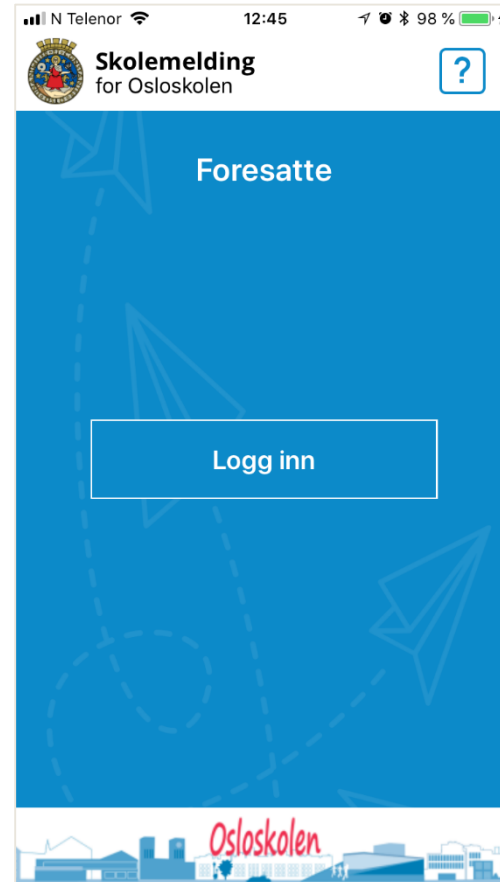 N Telenor 12:45 98 %
Skolemelding
for Osloskolen
?
Foresatte
Logg inn
Osloskolen